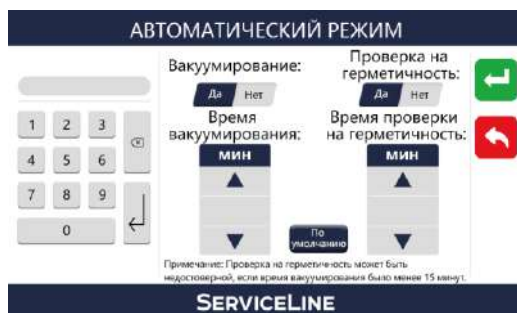 АВТОМАТИЧЕСКИЙ РЕЖИМ
Вакуумирование:
Да Нет
Время
вакуумирования:
мин
Проверка на
герметичность:
Да Нет
Время проверки
на герметичность:
мин
1 2 3
4 5 6
7 8 9
0
По
умолчанию
Примечание: Проверка на герметичность может быть
недостоверной, если время вакуумирования было менее 15 минут.
SERVICELINE